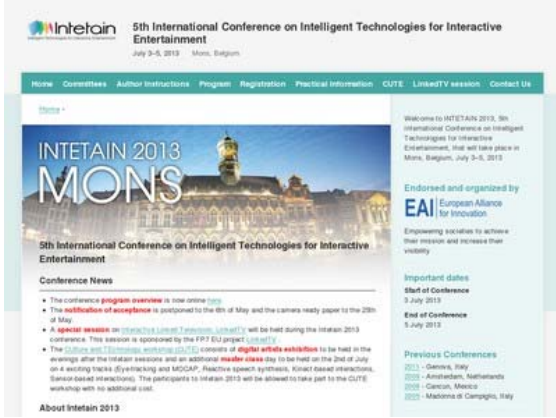 Intetain
5th International Conference on Intelligent Technologies for Interactive
Entertainment
July 3-5, 2013 Mons, Belgium
Home Committees Author Instructions Program Registration Practical Information CUTE LinkedTV session Contact Us
Home
INTETAIN 2013
MONS
5th International Conference on Intelligent Technologies for Interactive
Entertainment
Conference News
The conference program overview is now online here.
The notification of acceptance is postponed to the 6th of May and the camera ready paper to the 25th
of May.
A special session on Interactive Linked Television, LinkedTV will be held during the Intetain 2013
conference. This session is sponsored by the FP7 EU project LinkedTV.
The CUlture and TEchnology workshop (CUTE) consists of digital artists exhibition to be held in the
evenings after the Intetain sessions and an additional master class day to be held on the 2nd of July
on 4 exciting tracks (Eyetracking and MOCAP, Reactive speech synthesis, Kinect-based interactions,
Sensor-based interactions). The participants to Intetain 2013 will be allowed to take part to the CUTE
workshop with no additional cost.
About Intetain 2013
Welcome to INTETAIN 2013, 5th
International Conference on Intelligent
Technologies for Interactive
Entertainment, that will take place in
Mons, Belgium, July 3-5, 2013
Endorsed and organized by
EAI European Alliance
for Innovation
Empowering societies to achieve
their mission and increase their
visibility
Important dates
Start of Conference
3 July 2013
End of Conference
5 July 2013
Previous Conferences
2011 - Genova, Italy
2009 - Amsterdam, Netherlands
2008 - Cancun, Mexico
2005 - Madonna di Campiglio, Italy